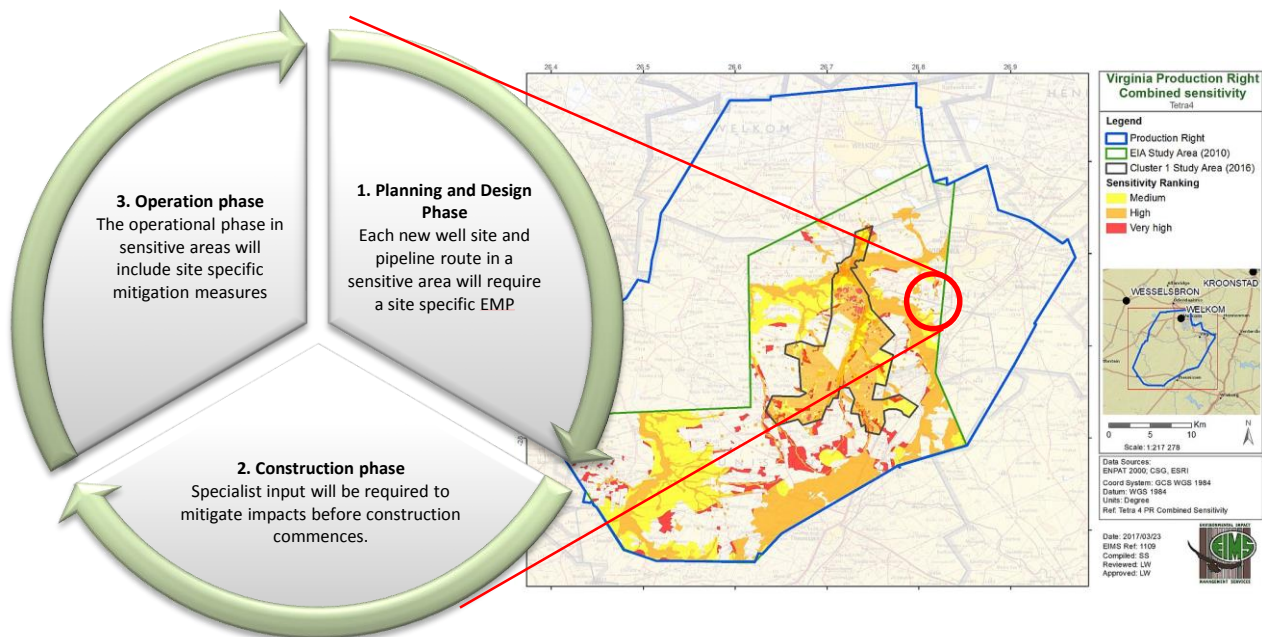 3. Operation phase
The operational phase in
sensitive areas will
include site specific
mitigation measures
1. Planning and Design
Phase
Each new well site and
pipeline route in a
sensitive area will require
a site specific EMP
2. Construction phase
Specialist input will be required to
mitigate impacts before construction
commences.
26,4
26,5
26,6
26,7
26,8
26,9
WELKOM
Virginia Production Right
Combined sensitivity
Tetra4
Legend
Production Right
EIA Study Area (2010)
Cluster 1 Study Area (2016)
Sensitivity Ranking
Medium
High
Very high
KROONSTAD
WESSELSBRON
WELKOM
0 5 10 Km
N
Scale: 1:217 278
Data Sources:
ENPAT 2000; CSG, ESRI
Coord System: GCS WGS 1984
Datum: WGS 1984
Units: Degree
Ref: Tetra 4 PR Combined Sensitivity
Date: 2017/03/23
EIMS Ref: 1109
Compiled: SS
Reviewed: LW
Approved: LW
ENVIRONMENTAL IMPACT
EIMS
MANAGEMENT SERVICES